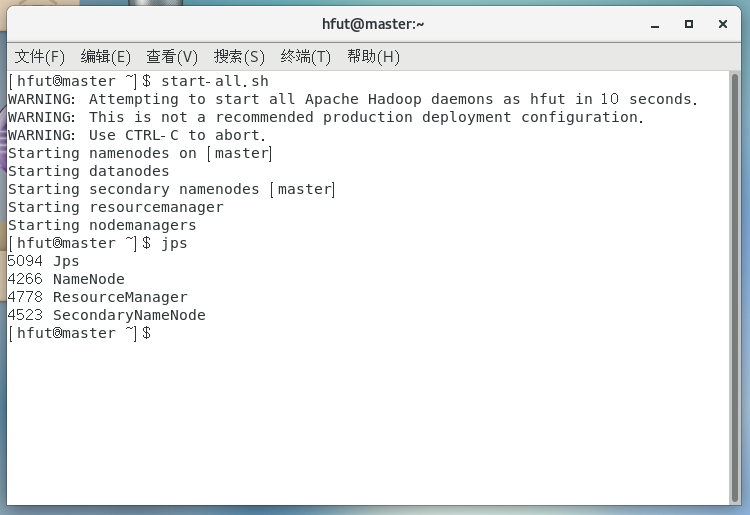 hfut@master:~
文件(F) 编辑(E) 查看(V) 搜索(S) 终端(T) 帮助(H)
[hfut@master ~]$ start-all.sh
WARNING: Attempting to start all Apache Hadoop daemons as hfut in 10 seconds.
WARNING: This is not a recommended production deployment configuration.
WARNING: Use CTRL-C to abort.
Starting namenodes on [master]
Starting datanodes
Starting secondary namenodes [master]
Starting resourcemanager
Starting nodemanagers
[hfut@master ~]$ jps
5094 Jps
4266 NameNode
4778 ResourceManager
4523 SecondaryNameNode
[hfut@master ~]$